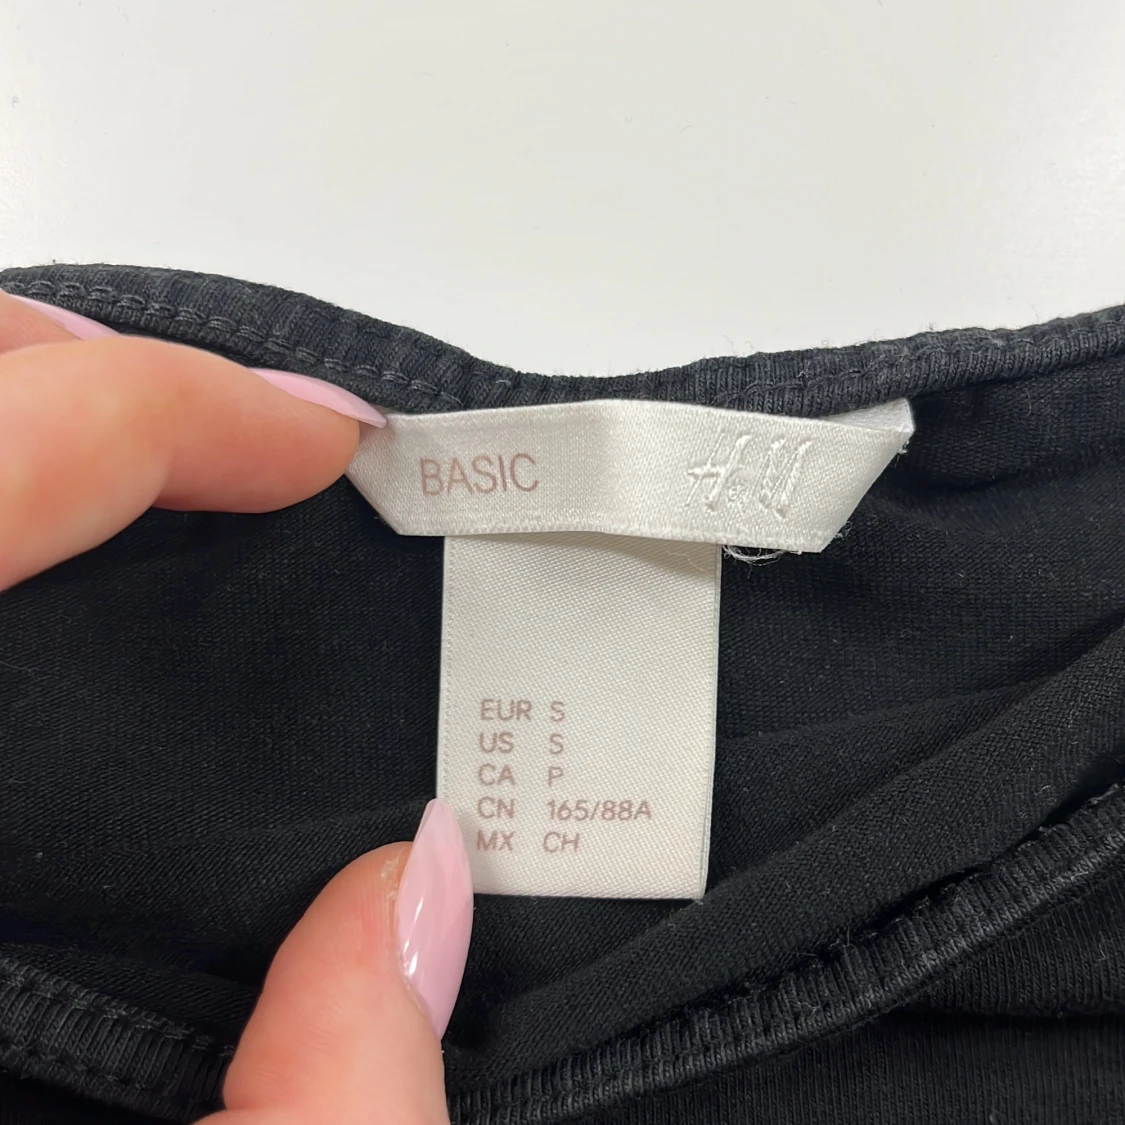 BASIC H&M
EUR S
US S
CA P
CN 165/88A
MX CH